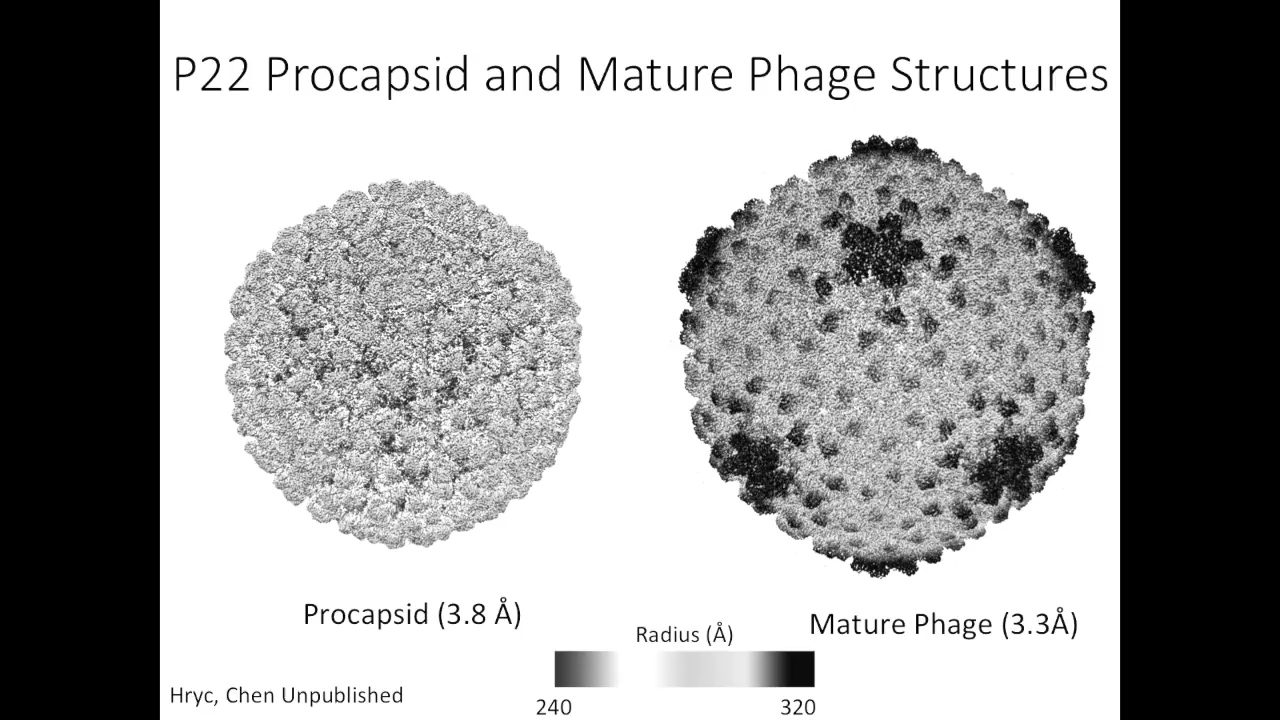 P22 Procapsid and Mature Phage Structures
Procapsid (3.8 Å)
Mature Phage (3.3Å)
Radius (Å)
240
320
Hryc, Chen Unpublished